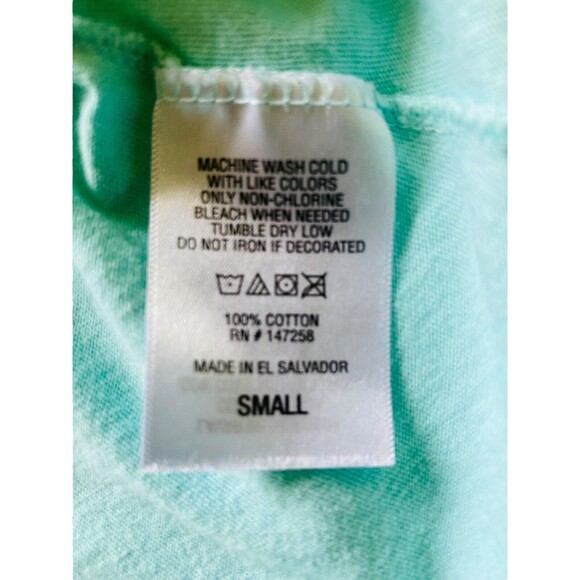 MACHINE WASH COLD
WITH LIKE COLORS
ONLY NON-CHLORINE
BLEACH WHEN NEEDED
TUMBLE DRY LOW
DO NOT IRON IF DECORATED
100% COTTON
RN # 147258
MADE IN EL SALVADOR
SMALL